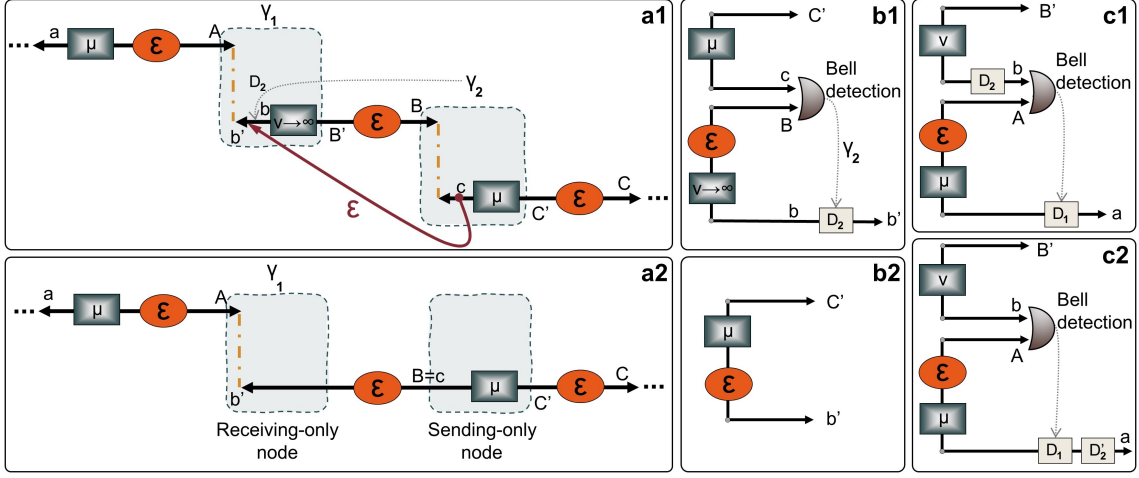 γ₁
a1
... a μ ε A
D₂
γ₂
b v→∞ B' ε B
b'
ε
c μ C' ε C ...
γ₁
a2
... a μ ε A
b' ε B=c μ C' ε C ...
Receiving-only node
Sending-only node
b1
C'
μ
c
Bell
detection
B
ε
γ₂
v→∞
b D₂ b'
b2
C'
μ
ε
b'
c1
B'
v
Bell
detection
D₂ b
A
ε
μ
D₁ a
c2
B'
v
Bell
detection
b
A
ε
μ
D₁ D'₂ a